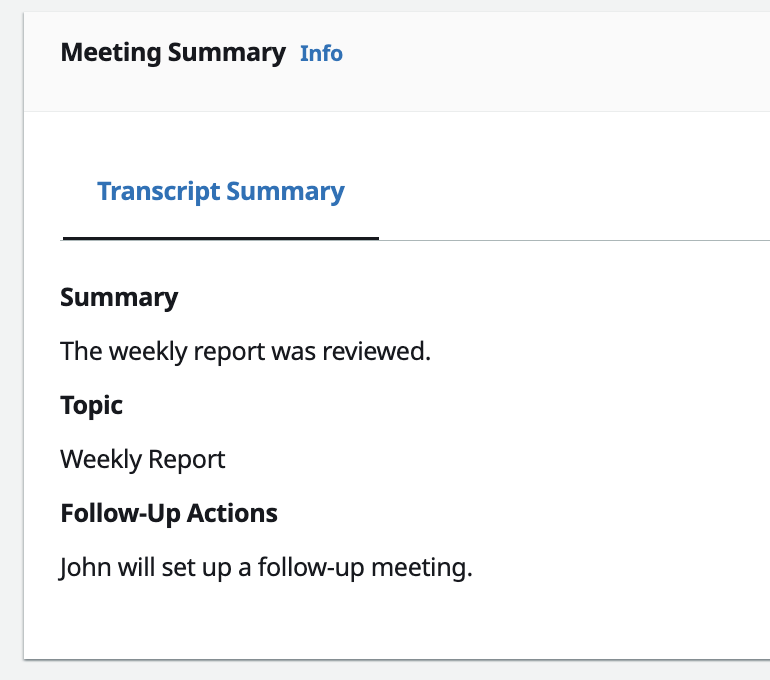 Meeting Summary Info
Transcript Summary
Summary
The weekly report was reviewed.
Topic
Weekly Report
Follow-Up Actions
John will set up a follow-up meeting.